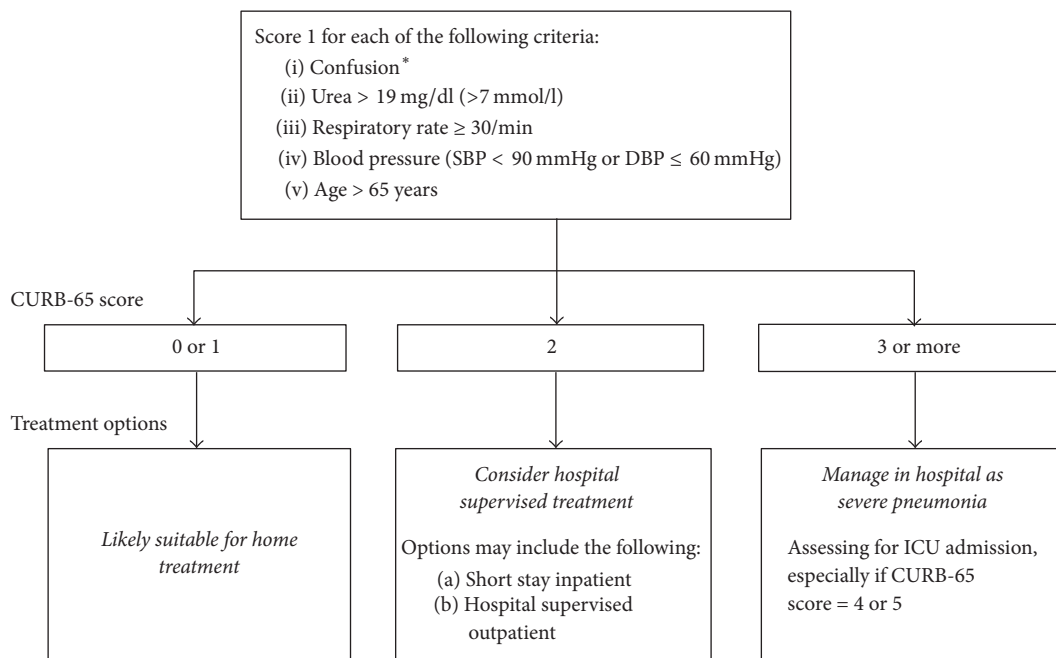 Score 1 for each of the following criteria:
(i) Confusion*
(ii) Urea > 19 mg/dl (>7 mmol/l)
(iii) Respiratory rate ≥ 30/min
(iv) Blood pressure (SBP < 90 mmHg or DBP ≤ 60 mmHg)
(v) Age > 65 years
CURB-65 score
0 or 1
2
3 or more
Treatment options
Likely suitable for home
treatment
Consider hospital
supervised treatment
Options may include the following:
(a) Short stay inpatient
(b) Hospital supervised
outpatient
Manage in hospital as
severe pneumonia
Assessing for ICU admission,
especially if CURB-65
score = 4 or 5